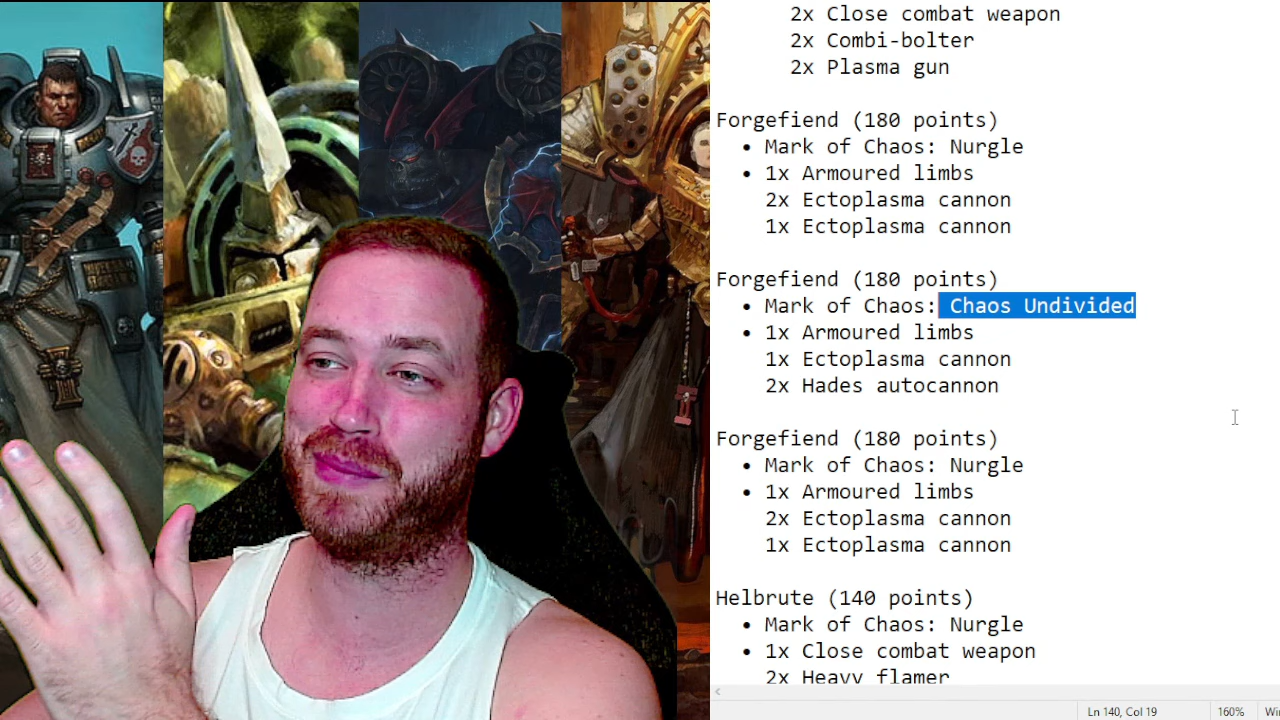 2x Close combat weapon
2x Combi-bolter
2x Plasma gun
Forgefiend (180 points)
• Mark of Chaos: Nurgle
• 1x Armoured limbs
2x Ectoplasma cannon
1x Ectoplasma cannon
Forgefiend (180 points)
• Mark of Chaos: Chaos Undivided
• 1x Armoured limbs
1x Ectoplasma cannon
2x Hades autocannon
Forgefiend (180 points)
• Mark of Chaos: Nurgle
• 1x Armoured limbs
2x Ectoplasma cannon
1x Ectoplasma cannon
Helbrute (140 points)
• Mark of Chaos: Nurgle
• 1x Close combat weapon
2x Heavy flamer
Ln 140, Col 19
160%
Win